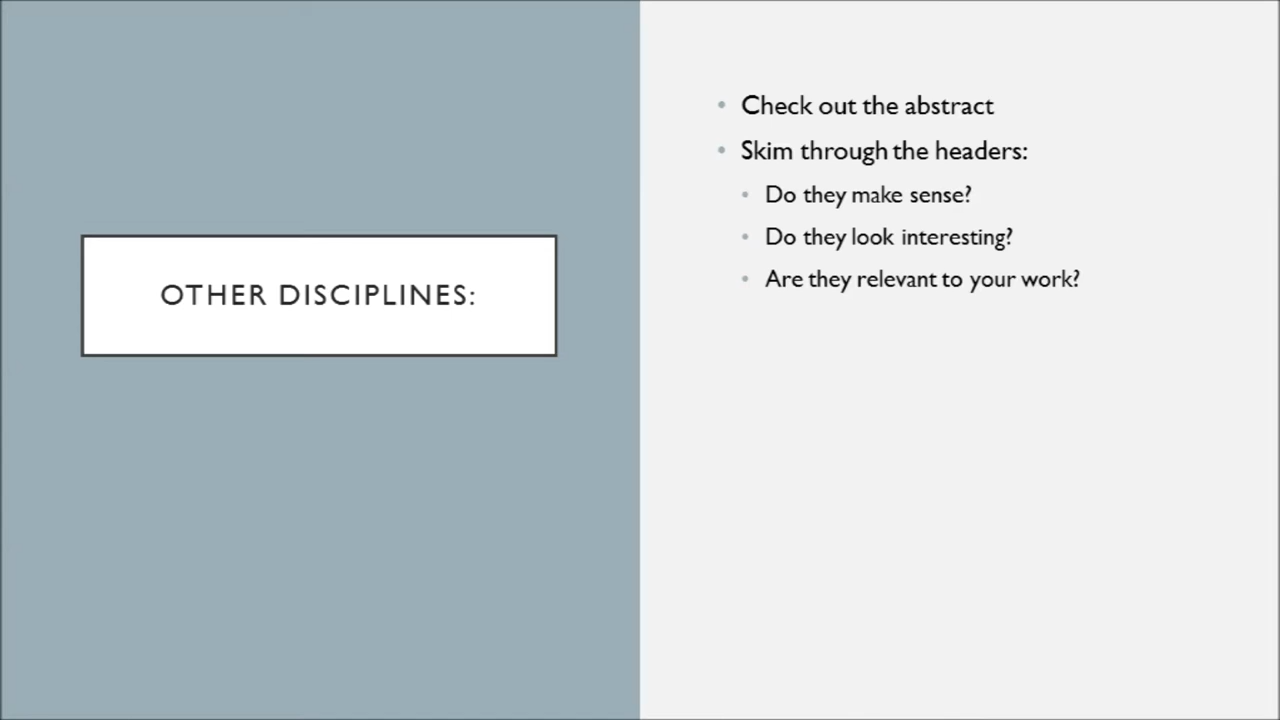 OTHER DISCIPLINES:
• Check out the abstract
• Skim through the headers:
• Do they make sense?
• Do they look interesting?
• Are they relevant to your work?